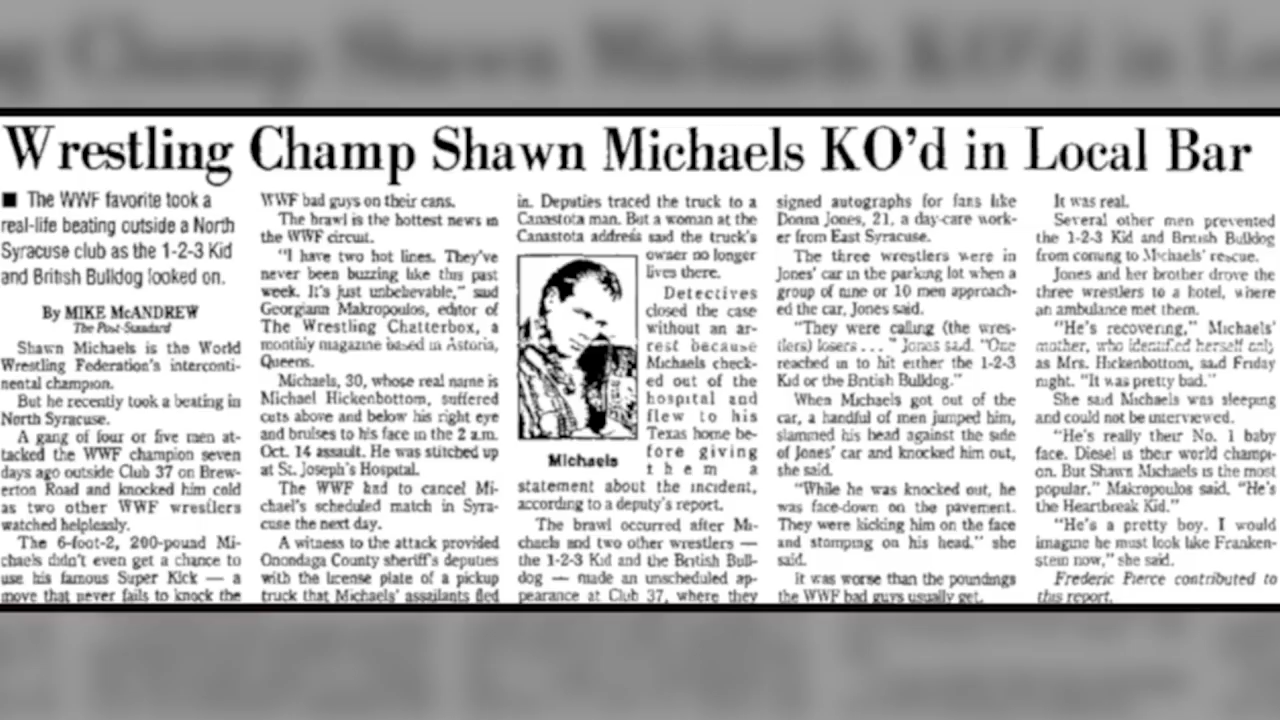 Wrestling Champ Shawn Michaels KO'd in Local Bar
■ The WWF favorite took a
real-life beating outside a North
Syracuse club as the 1-2-3 Kid
and British Bulldog looked on.
By MIKE McANDREW
The Post-Standard
Shawn Michaels is the World
Wrestling Federation's interconti-
nental champion.
But he recently took a beating in
North Syracuse.
A gang of four or five men at-
tacked the WWF champion seven
days ago outside Club 37 on Brew-
erton Road and knocked him cold
as two other WWF wrestlers
watched helplessly.
The 6-foot-2, 200-pound Mi-
chaels didn't even get a chance to
use his famous Super Kick — a
move that never fails to knock the
WWF bad guys on their cans.
The brawl is the hottest news in
the WWF circuit.
"I have two hot lines. They've
never been buzzing like this past
week. It's just unbelievable," said
Georgiann Makropoulos, editor of
The Wrestling Chatterbox, a
monthly magazine based in Astoria,
Queens.
Michaels, 30, whose real name is
Michael Hickenbottom, suffered
cuts above and below his right eye
and bruises to his face in the 2 a.m.
Oct. 14 assault. He was stitched up
at St. Joseph's Hospital.
The WWF had to cancel Mi-
chael's scheduled match in Syra-
cuse the next day.
A witness to the attack provided
Onondaga County sheriff's deputies
with the license plate of a pickup
truck that Michaels' assailants fled
in. Deputies traced the truck to a
Canastota man. But a woman at the
Canastota address said the truck's
owner no longer
lives there.
Detectives
closed the case
without an ar-
rest because
Michaels check-
ed out of the
hospital and
flew to his
Texas home be-
fore giving
them a
Michaels
statement about the incident,
according to a deputy's report.
The brawl occurred after Mi-
chaels and two other wrestlers —
the 1-2-3 Kid and the British Bull-
dog — made an unscheduled ap-
pearance at Club 37, where they
signed autographs for fans like
Donna Jones, 21, a day-care work-
er from East Syracuse.
The three wrestlers were in
Jones' car in the parking lot when a
group of nine or 10 men approach-
ed the car, Jones said.
"They were calling (the wres-
tlers) losers . . . " Jones said. "One
reached in to hit either the 1-2-3
Kid or the British Bulldog."
When Michaels got out of the
car, a handful of men jumped him,
slammed his head against the side
of Jones' car and knocked him out,
she said.
"While he was knocked out, he
was face-down on the pavement.
They were kicking him on the face
and stomping on his head," she
said.
It was worse than the poundings
the WWF bad guys usually get.
It was real.
Several other men prevented
the 1-2-3 Kid and British Bulldog
from coming to Michaels' rescue.
Jones and her brother drove the
three wrestlers to a hotel, where
an ambulance met them.
"He's recovering," Michaels'
mother, who identified herself only
as Mrs. Hickenbottom, said Friday
night. "It was pretty bad."
She said Michaels was sleeping
and could not be interviewed.
"He's really their No. 1 baby
face. Diesel is their world champi-
on. But Shawn Michaels is the most
popular," Makropoulos said. "He's
the Heartbreak Kid."
"He's a pretty boy. I would
imagine he must look like Franken-
stein now," she said.
Frederic Pierce contributed to
this report.